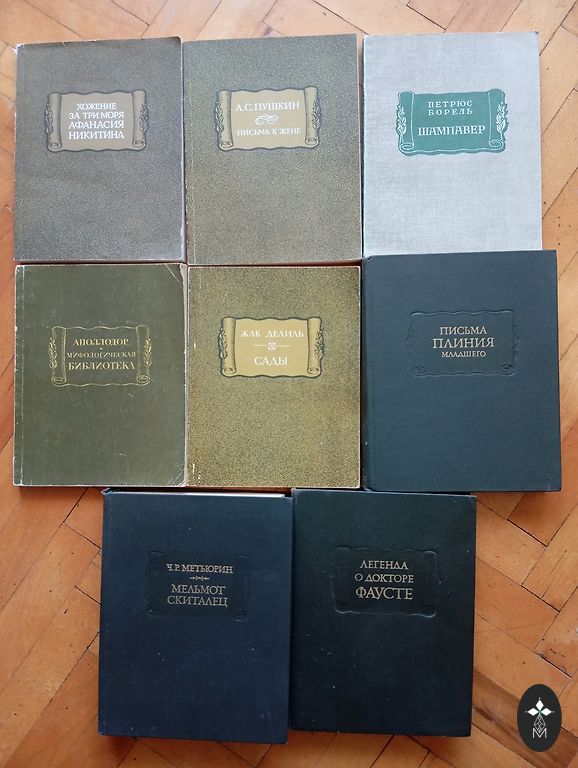 ХОЖЕНИЕ
ЗА ТРИ МОРЯ
АФАНАСИЯ
НИКИТИНА
А.С. ПУШКИН
ПИСЬМА К ЖЕНЕ
ПЕТРЮС
БОРЕЛЬ
ШАМПАВЕР
АПОЛЛОДОР
МИФОЛОГИЧЕСКАЯ
БИБЛИОТЕКА
ЖАК ДЕЛИЛЬ
САДЫ
ПИСЬМА
ПЛИНИЯ
МЛАДШЕГО
Ч.Р. МЕТЬЮРИН
МЕЛЬМОТ
СКИТАЛЕЦ
ЛЕГЕНДА
О ДОКТОРЕ
ФАУСТЕ
M